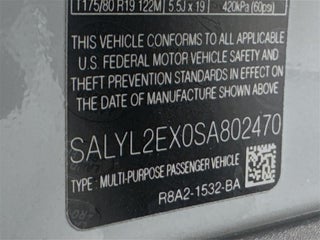 T175/80 R19 122M 5.5J x 19 420kPa (60psi)
THIS VEHICLE CONFORMS TO ALL APPLICABLE
U.S. FEDERAL MOTOR VEHICLE SAFETY AND
THEFT PREVENTION STANDARDS IN EFFECT ON
THE DATE OF MANUFACTURE SHOWN ABOVE
SALYL2EX0SA802470
TYPE : MULTI-PURPOSE PASSENGER VEHICLE
R8A2-1532-BA